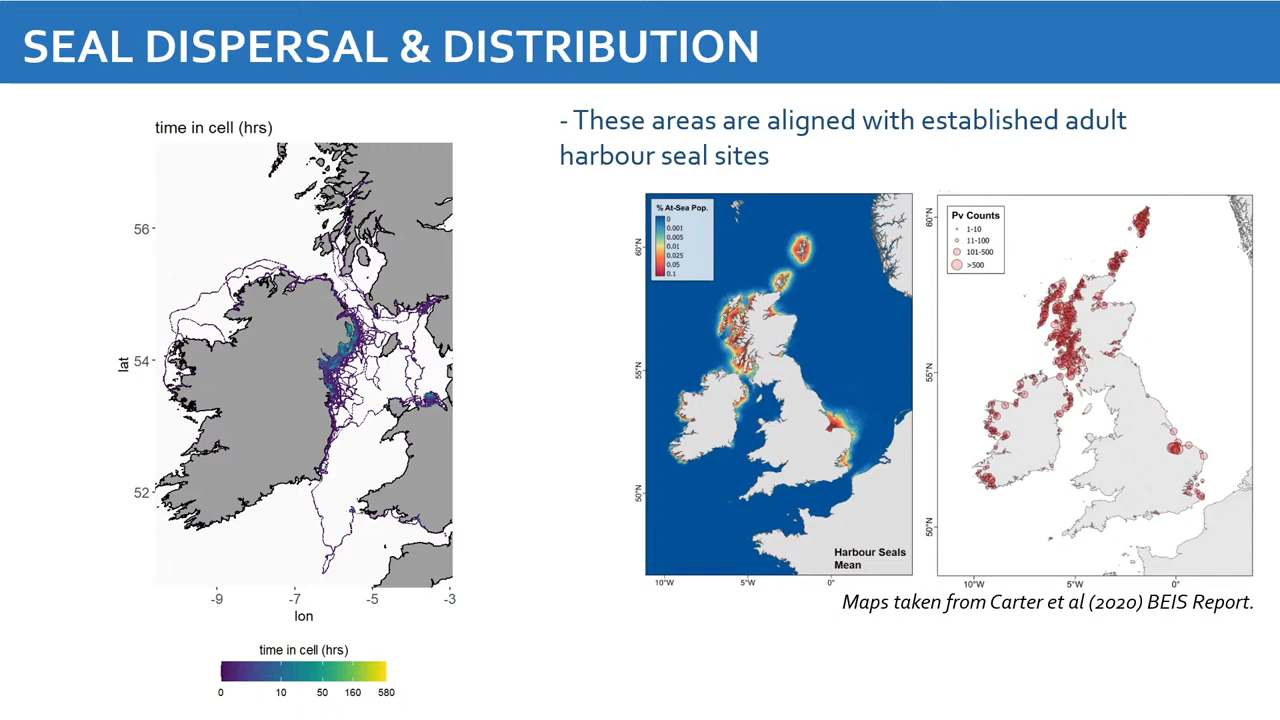 SEAL DISPERSAL & DISTRIBUTION
- These areas are aligned with established adult
harbour seal sites
time in cell (hrs)
56
54
52
lat
-9 -7 -5 -3
lon
time in cell (hrs)
0 10 50 160 580
% At-Sea Pop.
0
0.001
0.005
0.01
0.025
0.05
0.1
60°N
55°N
50°N
Harbour Seals
Mean
10°W 5°W 0°
Pv Counts
1-10
11-100
101-500
>500
60°N
55°N
50°N
10°W 5°W 0°
Maps taken from Carter et al (2020) BEIS Report.